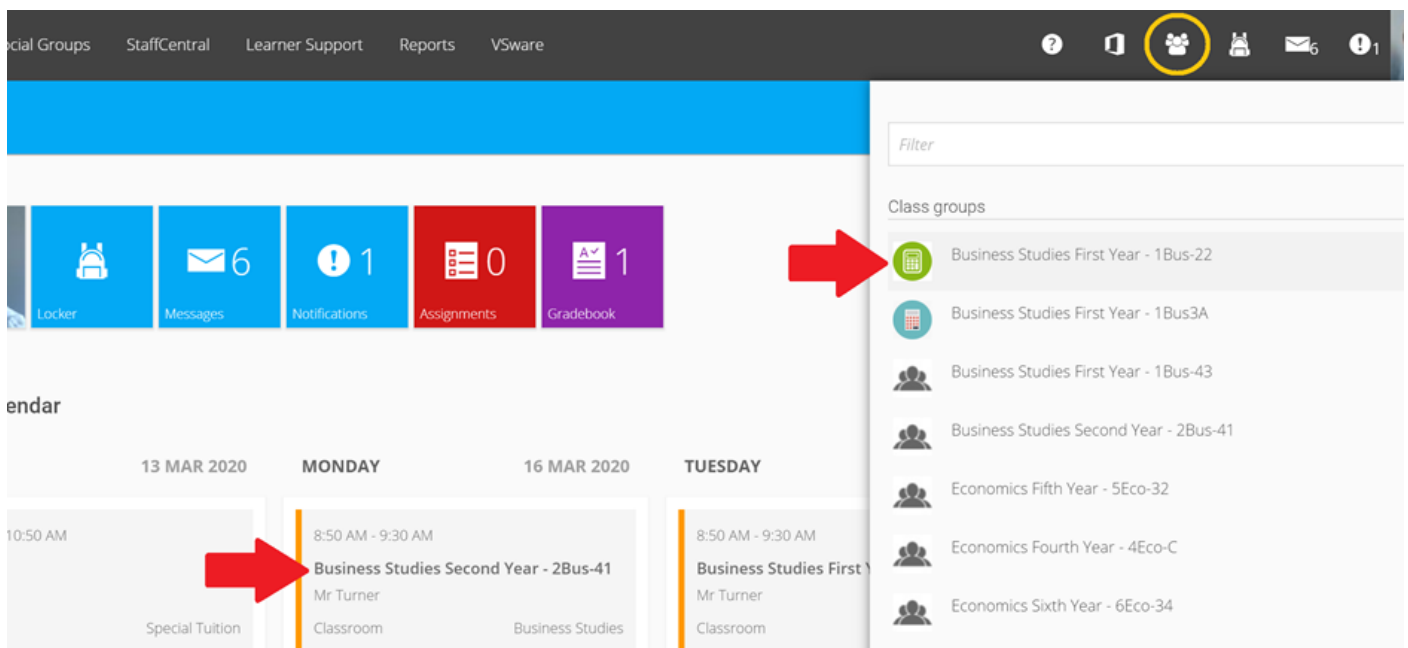 ocial Groups StaffCentral Learner Support Reports VSware ? 6 ! 1
Filter
Class groups
6 ! 1 0 A 1
Locker Messages Notifications Assignments Gradebook
Business Studies First Year - 1Bus-22
Business Studies First Year - 1Bus3A
Business Studies First Year - 1Bus-43
Business Studies Second Year - 2Bus-41
Economics Fifth Year - 5Eco-32
Economics Fourth Year - 4Eco-C
Economics Sixth Year - 6Eco-34
endar
13 MAR 2020 MONDAY 16 MAR 2020 TUESDAY
10:50 AM
Special Tuition
8:50 AM - 9:30 AM
Business Studies Second Year - 2Bus-41
Mr Turner
Classroom Business Studies
8:50 AM - 9:30 AM
Business Studies First Y
Mr Turner
Classroom